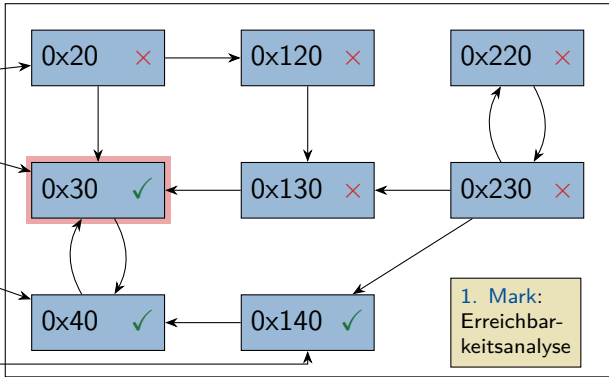 0x20 ×
0x120 ×
0x220 ×
0x30 ✓
0x130 ×
0x230 ×
0x40 ✓
0x140 ✓
1. Mark:
Erreichbar-
keitsanalyse